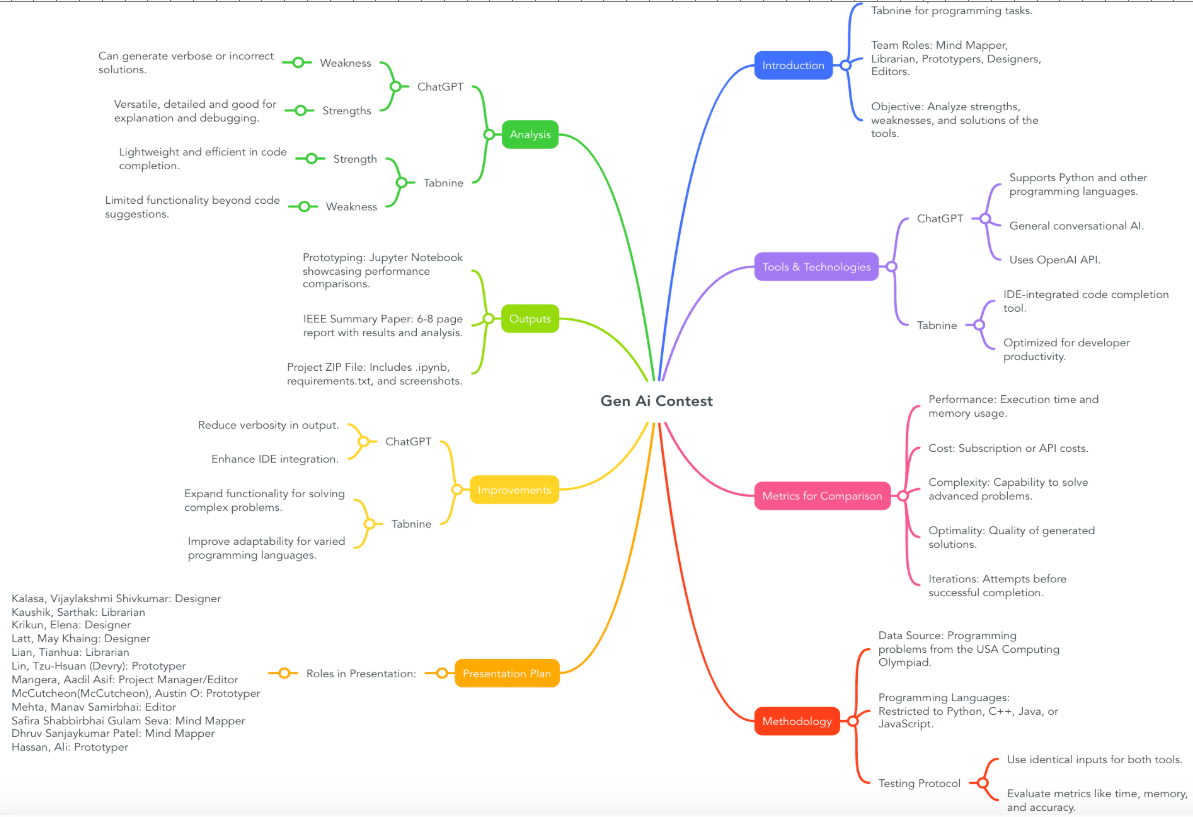 Gen Ai Contest
Introduction
Tabnine for programming tasks.
Team Roles: Mind Mapper,
Librarian, Prototypers, Designers,
Editors.
Objective: Analyze strengths,
weaknesses, and solutions of the
tools.
Tools & Technologies
ChatGPT
Supports Python and other
programming languages.
General conversational AI.
Uses OpenAI API.
Tabnine
IDE-integrated code completion
tool.
Optimized for developer
productivity.
Metrics for Comparison
Performance: Execution time and
memory usage.
Cost: Subscription or API costs.
Complexity: Capability to solve
advanced problems.
Optimality: Quality of generated
solutions.
Iterations: Attempts before
successful completion.
Methodology
Data Source: Programming
problems from the USA Computing
Olympiad.
Programming Languages:
Restricted to Python, C++, Java, or
JavaScript.
Testing Protocol
Use identical inputs for both tools.
Evaluate metrics like time, memory,
and accuracy.
Analysis
ChatGPT
Weakness
Can generate verbose or incorrect
solutions.
Strengths
Versatile, detailed and good for
explanation and debugging.
Tabnine
Strength
Lightweight and efficient in code
completion.
Weakness
Limited functionality beyond code
suggestions.
Outputs
Prototyping: Jupyter Notebook
showcasing performance
comparisons.
IEEE Summary Paper: 6-8 page
report with results and analysis.
Project ZIP File: Includes .ipynb,
requirements.txt, and screenshots.
Improvements
ChatGPT
Reduce verbosity in output.
Enhance IDE integration.
Tabnine
Expand functionality for solving
complex problems.
Improve adaptability for varied
programming languages.
Presentation Plan
Roles in Presentation:
Kalasa, Vijaylakshmi Shivkumar: Designer
Kaushik, Sarthak: Librarian
Krikun, Elena: Designer
Latt, May Khaing: Designer
Lian, Tianhua: Librarian
Lin, Tzu-Hsuan (Devry): Prototyper
Mangera, Aadil Asif: Project Manager/Editor
McCutcheon(McCutcheon), Austin O: Prototyper
Mehta, Manav Samirbhai: Editor
Safira Shabbirbhai Gulam Seva: Mind Mapper
Dhruv Sanjaykumar Patel: Mind Mapper
Hassan, Ali: Prototyper